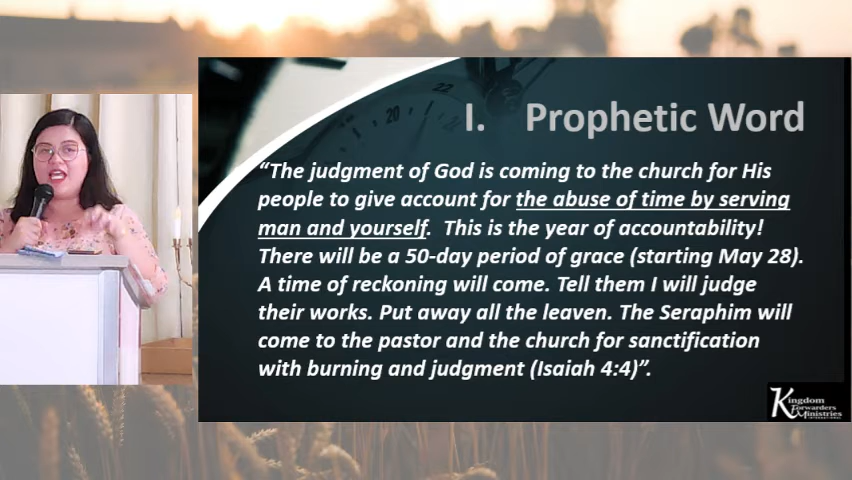 22
20
I. Prophetic Word
“The judgment of God is coming to the church for His
people to give account for the abuse of time by serving
man and yourself. This is the year of accountability!
There will be a 50-day period of grace (starting May 28).
A time of reckoning will come. Tell them I will judge
their works. Put away all the leaven. The Seraphim will
come to the pastor and the church for sanctification
with burning and judgment (Isaiah 4:4)”.
Kingdom
Forwarders
Ministries
INTERNATIONAL